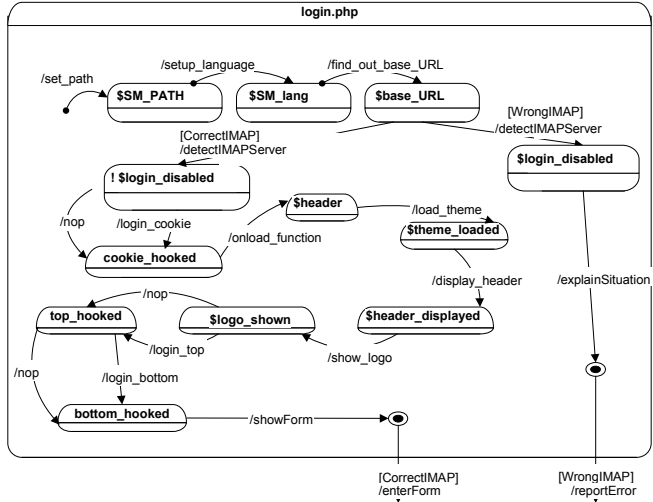 login.php
/setup_language
/find_out_base_URL
/set_path
$SM_PATH
$SM_lang
$base_URL
[WrongIMAP]
/detectIMAPServer
[CorrectIMAP]
/detectIMAPServer
$login_disabled
! $login_disabled
$header
/load_theme
/nop
/login_cookie
/onload_function
$theme_loaded
cookie_hooked
/display_header
/explainSituation
/nop
top_hooked
$logo_shown
$header_displayed
/login_top
/show_logo
/nop
/login_bottom
bottom_hooked
/showForm
[CorrectIMAP]
/enterForm
[WrongIMAP]
/reportError